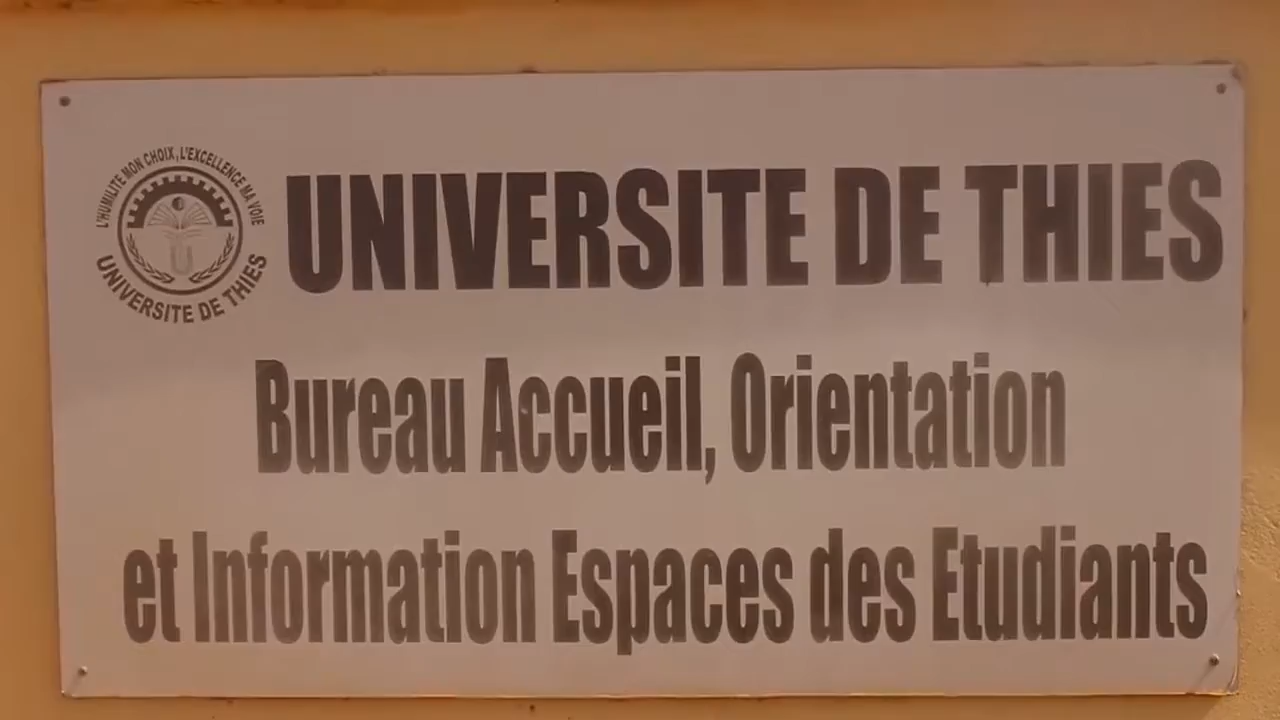 L'HUMILITE MON CHOIX, L'EXCELLENCE MA VOIE
UNIVERSITE DE THIES
UNIVERSITE DE THIES
Bureau Accueil, Orientation
et Information Espaces des Etudiants